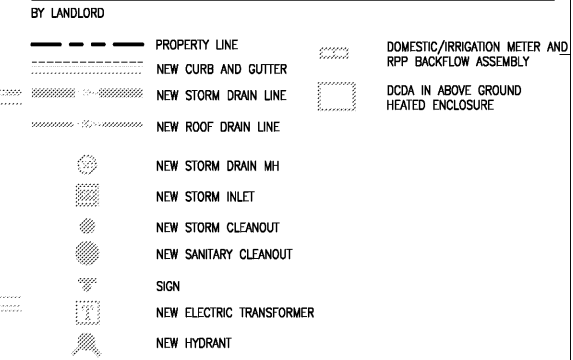 BY LANDLORD
PROPERTY LINE
NEW CURB AND GUTTER
NEW STORM DRAIN LINE
NEW ROOF DRAIN LINE
NEW STORM DRAIN MH
NEW STORM INLET
NEW STORM CLEANOUT
NEW SANITARY CLEANOUT
SIGN
T
NEW ELECTRIC TRANSFORMER
NEW HYDRANT
DOMESTIC/IRRIGATION METER AND
RPP BACKFLOW ASSEMBLY
DCDA IN ABOVE GROUND
HEATED ENCLOSURE